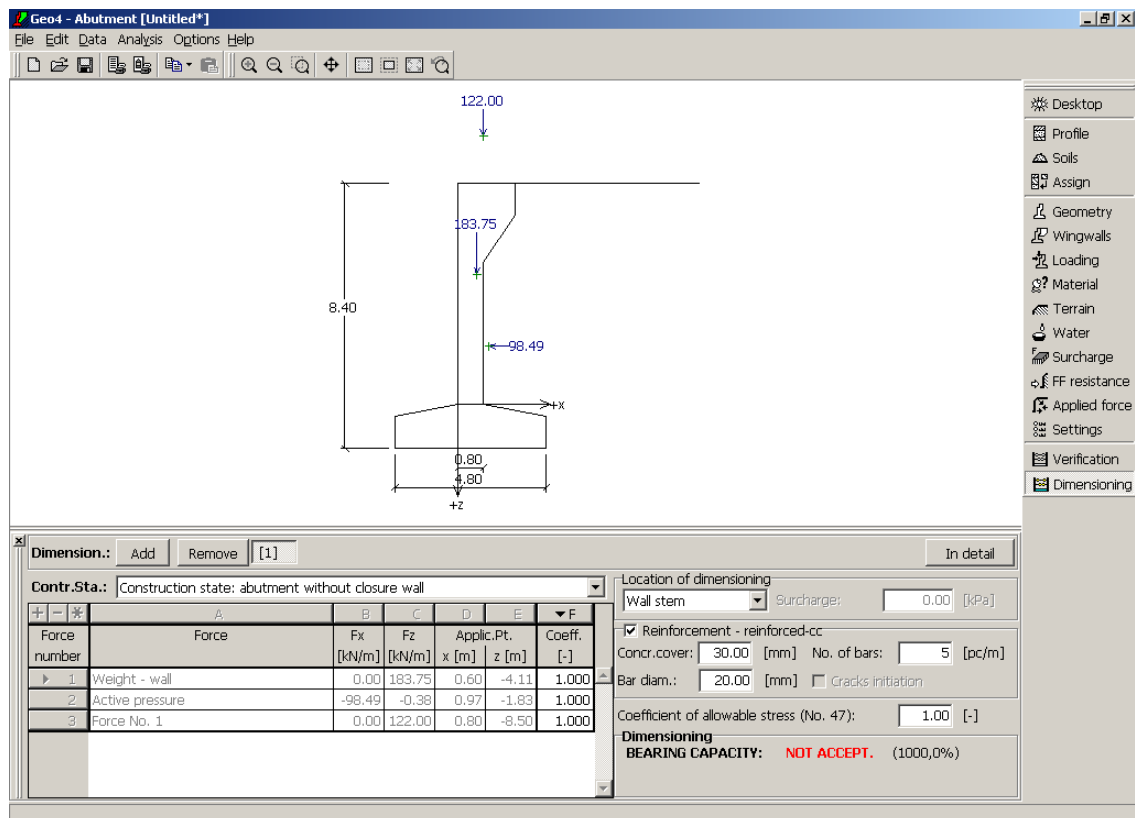 Geo4 - Abutment [Untitled*]
File Edit Data Analysis Options Help
122.00
183.75
8.40
98.49
+x
0.80
4.80
+z
Desktop
Profile
Soils
Assign
Geometry
Wingwalls
Loading
Material
Terrain
Water
Surcharge
FF resistance
Applied force
Settings
Verification
Dimensioning
Dimension.: Add Remove [1] In detail
Contr.Sta.: Construction state: abutment without closure wall
A B C D E F
Force Force Fx Fz Applic.Pt. Coeff.
number [kN/m] [kN/m] x [m] z [m] [-]
1 Weight - wall 0.00 183.75 0.60 -4.11 1.000
2 Active pressure -98.49 -0.38 0.97 -1.83 1.000
3 Force No. 1 0.00 122.00 0.80 -8.50 1.000
Location of dimensioning
Wall stem Surcharge: 0.00 [kPa]
Reinforcement - reinforced-cc
Concr.cover: 30.00 [mm] No. of bars: 5 [pc/m]
Bar diam.: 20.00 [mm] Cracks initiation
Coefficient of allowable stress (No. 47): 1.00 [-]
Dimensioning
BEARING CAPACITY: NOT ACCEPT. (1000,0%)